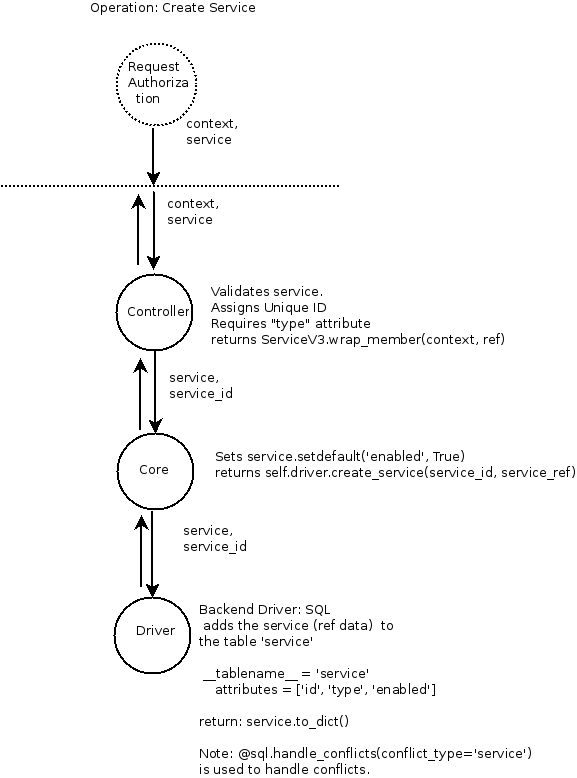 Operation: Create Service
Request
Authoriza
tion
context,
service
context,
service
Controller
Validates service.
Assigns Unique ID
Requires "type" attribute
returns ServiceV3.wrap_member(context, ref)
service,
service_id
Core
Sets service.setdefault('enabled', True)
returns self.driver.create_service(service_id, service_ref)
service,
service_id
Driver
Backend Driver: SQL
adds the service (ref data)  to
the table 'service'
__tablename__ = 'service'
attributes = ['id', 'type', 'enabled']
return: service.to_dict()
Note: @sql.handle_conflicts(conflict_type='service')
is used to handle conflicts.